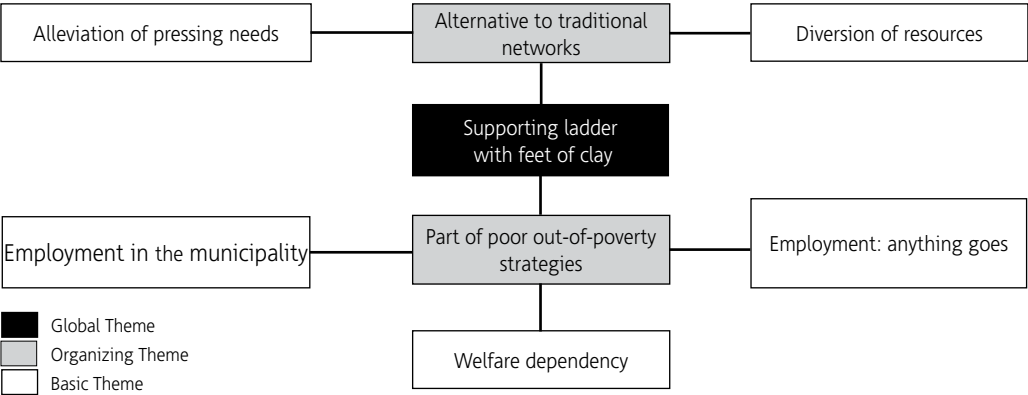 Alleviation of pressing needs
Alternative to traditional
networks
Diversion of resources
Supporting ladder
with feet of clay
Employment in the municipality
Part of poor out-of-poverty
strategies
Employment: anything goes
Welfare dependency
Global Theme
Organizing Theme
Basic Theme